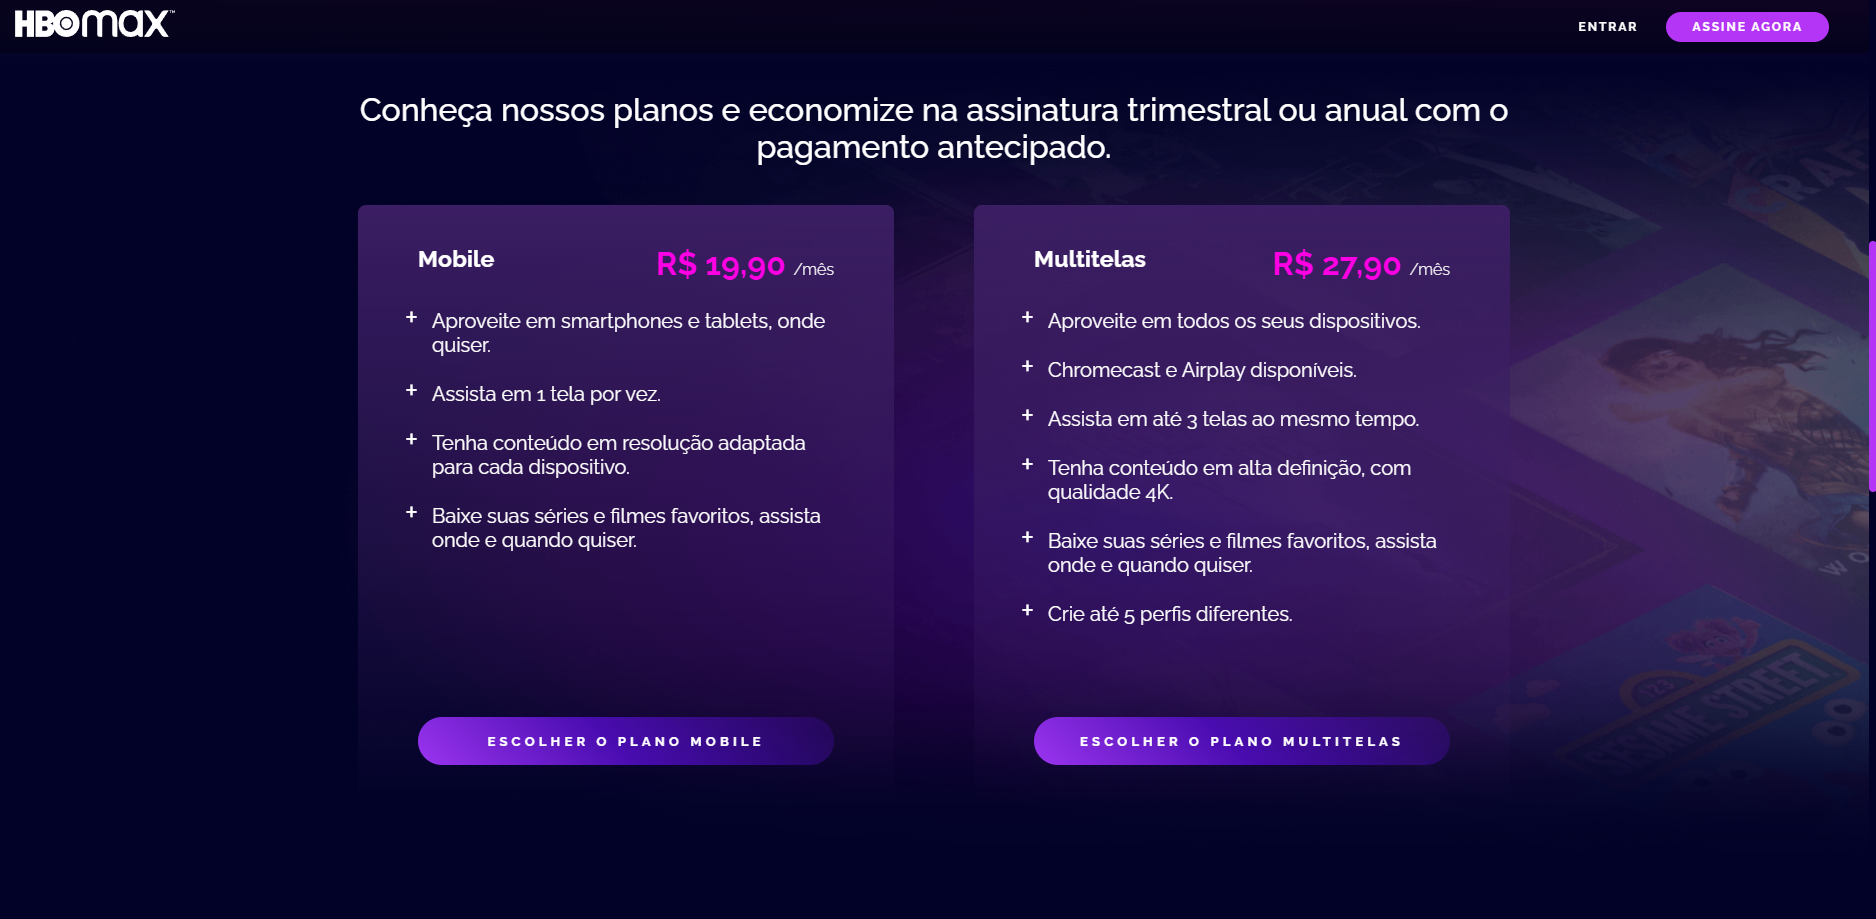 HBOmax™
ENTRAR
ASSINE AGORA
Conheça nossos planos e economize na assinatura trimestral ou anual com o
pagamento antecipado.
Mobile
R$ 19,90 /mês
+ Aproveite em smartphones e tablets, onde
quiser.
+ Assista em 1 tela por vez.
+ Tenha conteúdo em resolução adaptada
para cada dispositivo.
+ Baixe suas séries e filmes favoritos, assista
onde e quando quiser.
ESCOLHER O PLANO MOBILE
Multitelas
R$ 27,90 /mês
+ Aproveite em todos os seus dispositivos.
+ Chromecast e Airplay disponíveis.
+ Assista em até 3 telas ao mesmo tempo.
+ Tenha conteúdo em alta definição, com
qualidade 4K.
+ Baixe suas séries e filmes favoritos, assista
onde e quando quiser.
+ Crie até 5 perfis diferentes.
ESCOLHER O PLANO MULTITELAS
123
SESAME STREET